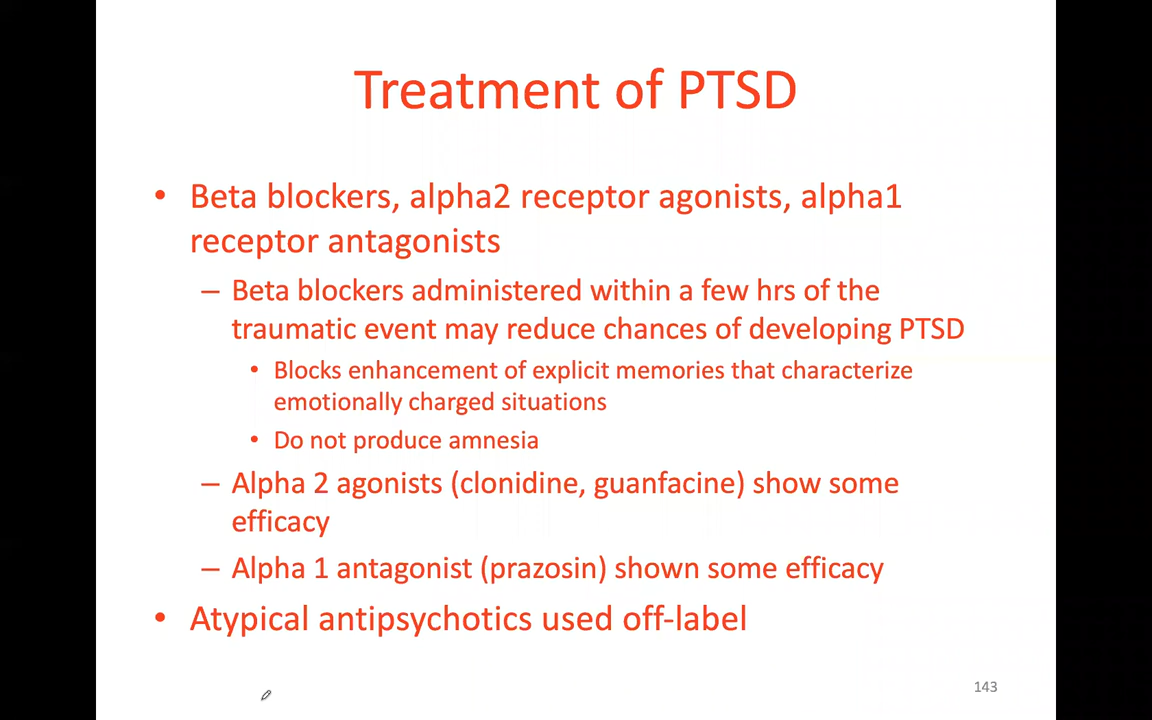 Treatment of PTSD
• Beta blockers, alpha2 receptor agonists, alpha1
receptor antagonists
– Beta blockers administered within a few hrs of the
traumatic event may reduce chances of developing PTSD
• Blocks enhancement of explicit memories that characterize
emotionally charged situations
• Do not produce amnesia
– Alpha 2 agonists (clonidine, guanfacine) show some
efficacy
– Alpha 1 antagonist (prazosin) shown some efficacy
• Atypical antipsychotics used off-label
143